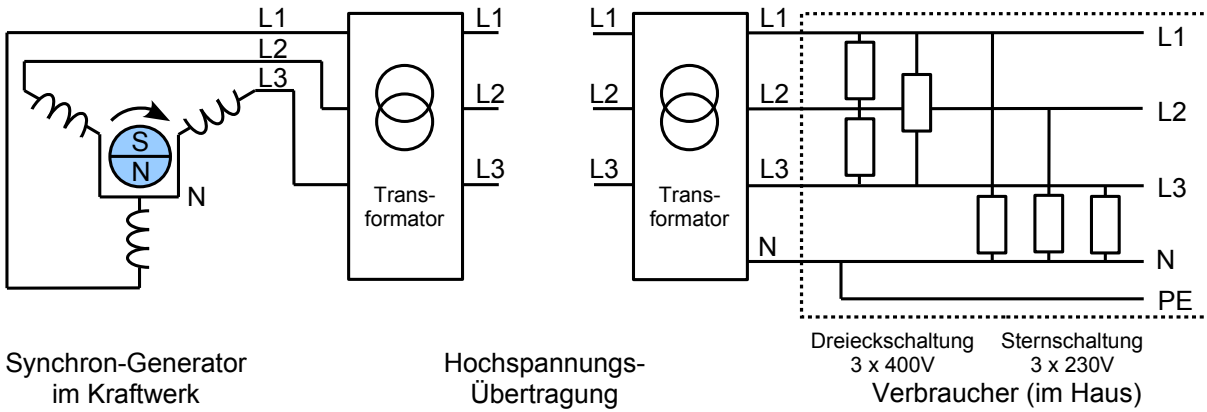 L1
L2
L3
S
N
N
Trans-
formator
L1
L2
L3
L1
L2
L3
Trans-
formator
L1
L2
L3
N
L1
L2
L3
N
PE
Dreieckschaltung
3 x 400V
Sternschaltung
3 x 230V
Synchron-Generator
im Kraftwerk
Hochspannungs-
Übertragung
Verbraucher (im Haus)